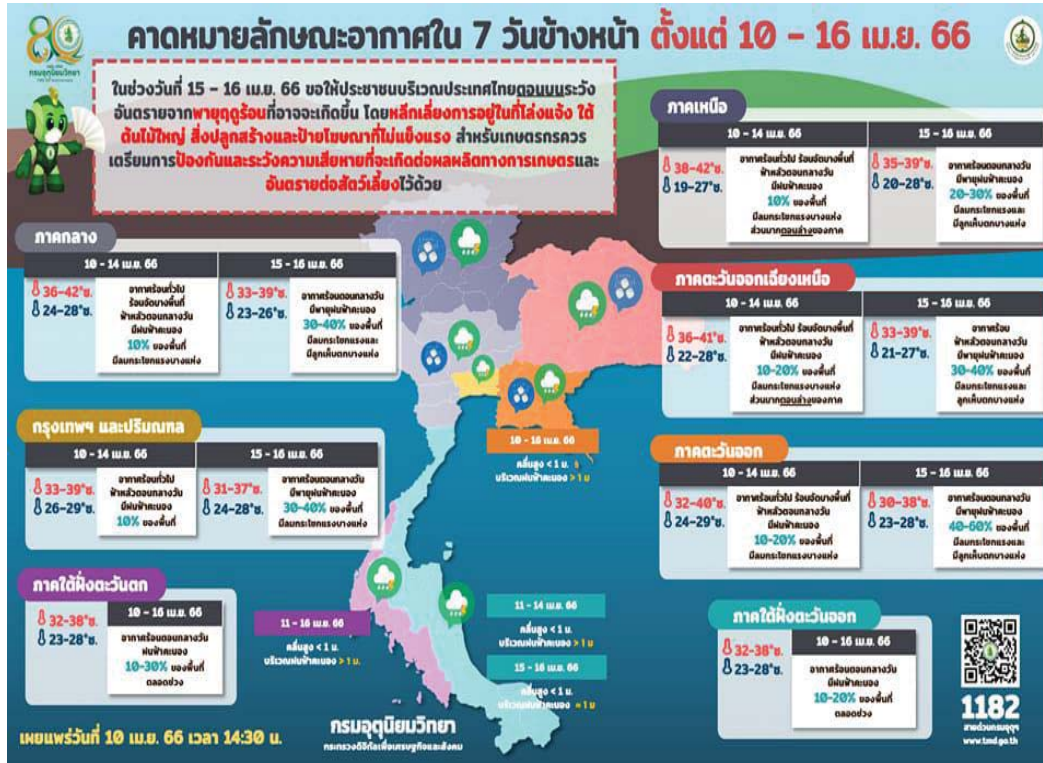 คาดหมายลักษณะอากาศใน 7 วันข้างหน้า ตั้งแต่ 10 - 16 เม.ย. 66
กรมอุตุนิยมวิทยา
ในช่วงวันที่ 15 - 16 เม.ย. 66 ขอให้ประชาชนบริเวณประเทศไทยตอนบนระวัง
อันตรายจากพายุฤดูร้อนที่อาจจะเกิดขึ้น โดยหลีกเลี่ยงการอยู่ในที่โล่งแจ้ง ใต้
ต้นไม้ใหญ่ สิ่งปลูกสร้างและป้ายโฆษณาที่ไม่แข็งแรง สำหรับเกษตรกรควร
เตรียมการป้องกันและระวังความเสียหายที่จะเกิดต่อผลผลิตทางการเกษตรและ
อันตรายต่อสัตว์เลี้ยงไว้ด้วย
ภาคเหนือ
10 - 14 เม.ย. 66
38-42°ซ.
19-27°ซ.
อากาศร้อนทั่วไป ร้อนจัดบางพื้นที่
ฟ้าหลัวตอนกลางวัน
มีฝนฟ้าคะนอง
10% ของพื้นที่
มีลมกระโชกแรงบางแห่ง
ส่วนมากตอนล่างของภาค
15 - 16 เม.ย. 66
35-39°ซ.
20-28°ซ.
อากาศร้อนตอนกลางวัน
มีพายุฝนฟ้าคะนอง
20-30% ของพื้นที่
มีลมกระโชกแรงและ
มีลูกเห็บตกบางแห่ง
ภาคกลาง
10 - 14 เม.ย. 66
36-42°ซ.
24-28°ซ.
อากาศร้อนทั่วไป
ร้อนจัดบางพื้นที่
ฟ้าหลัวตอนกลางวัน
มีฝนฟ้าคะนอง
10% ของพื้นที่
มีลมกระโชกแรงบางแห่ง
15 - 16 เม.ย. 66
33-39°ซ.
23-26°ซ.
อากาศร้อนตอนกลางวัน
มีพายุฝนฟ้าคะนอง
30-40% ของพื้นที่
มีลมกระโชกแรงและ
มีลูกเห็บตกบางแห่ง
ภาคตะวันออกเฉียงเหนือ
10 - 14 เม.ย. 66
36-41°ซ.
22-28°ซ.
อากาศร้อนทั่วไป ร้อนจัดบางพื้นที่
ฟ้าหลัวตอนกลางวัน
มีฝนฟ้าคะนอง
10-20% ของพื้นที่
มีลมกระโชกแรงบางแห่ง
ส่วนมากตอนล่างของภาค
15 - 16 เม.ย. 66
33-39°ซ.
21-27°ซ.
อากาศร้อน
มีพายุฝนฟ้าคะนอง
30-40% ของพื้นที่
มีลมกระโชกแรงและ
ลูกเห็บตกบางแห่ง
กรุงเทพฯ และปริมณฑล
10 - 14 เม.ย. 66
33-39°ซ.
26-29°ซ.
อากาศร้อนทั่วไป
ฟ้าหลัวตอนกลางวัน
มีฝนฟ้าคะนอง
10% ของพื้นที่
15 - 16 เม.ย. 66
31-37°ซ.
24-28°ซ.
อากาศร้อนตอนกลางวัน
มีพายุฝนฟ้าคะนอง
30-40% ของพื้นที่
มีลมกระโชกแรงบางแห่ง
10 - 16 เม.ย. 66
คลื่นสูง < 1 ม.
บริเวณฝนฟ้าคะนอง > 1 ม
ภาคตะวันออก
10 - 14 เม.ย. 66
32-40°ซ.
24-29°ซ.
อากาศร้อนทั่วไป ร้อนจัดบางพื้นที่
ฟ้าหลัวตอนกลางวัน
มีฝนฟ้าคะนอง
10-20% ของพื้นที่
มีลมกระโชกแรงบางแห่ง
15 - 16 เม.ย. 66
30-38°ซ.
23-28°ซ.
อากาศร้อนตอนกลางวัน
มีพายุฝนฟ้าคะนอง
40-60% ของพื้นที่
มีลมกระโชกแรงและ
มีลูกเห็บตกบางแห่ง
ภาคใต้ฝั่งตะวันตก
32-38°ซ.
23-28°ซ.
10 - 16 เม.ย. 66
อากาศร้อนตอนกลางวัน
ฝนฟ้าคะนอง
10-30% ของพื้นที่
ตลอดช่วง
11 - 16 เม.ย. 66
คลื่นสูง < 1 ม.
บริเวณฝนฟ้าคะนอง > 1 ม.
11 - 14 เม.ย. 66
คลื่นสูง < 1 ม.
บริเวณฝนฟ้าคะนอง > 1 ม
15 - 16 เม.ย. 66
คลื่นสูง < 1 ม.
บริเวณฝนฟ้าคะนอง = 1 ม
ภาคใต้ฝั่งตะวันออก
32-38°ซ.
23-28°ซ.
10 - 16 เม.ย. 66
อากาศร้อนตอนกลางวัน
มีฝนฟ้าคะนอง
10-20% ของพื้นที่
ตลอดช่วง
1182
สายด่วนกรมอุตุฯ
www.tmd.go.th
เผยแพร่วันที่ 10 เม.ย. 66 เวลา 14:30 น.
กรมอุตุนิยมวิทยา
กระทรวงดิจิทัลเพื่อเศรษฐกิจและสังคม